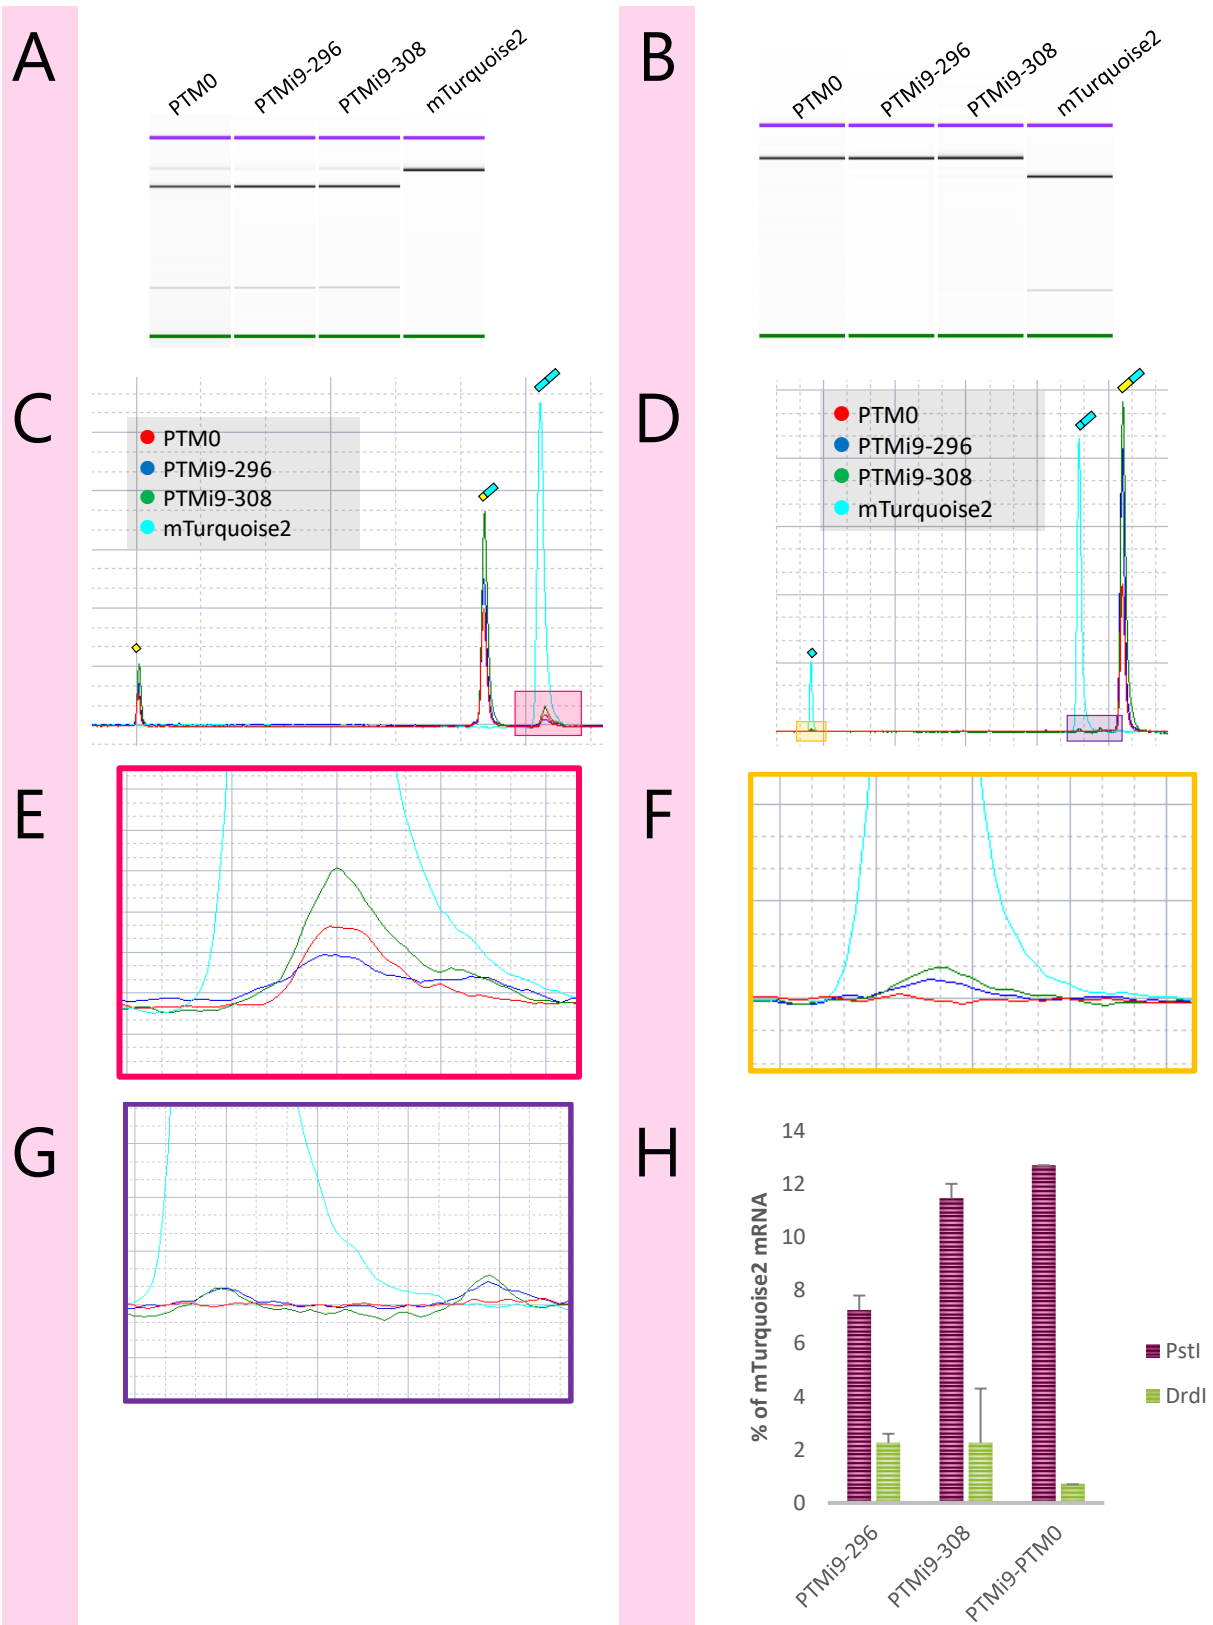 A
PTM0
PTMi9-296
PTMi9-308
mTurquoise2
B
PTM0
PTMi9-296
PTMi9-308
mTurquoise2
C
PTM0
PTMi9-296
PTMi9-308
mTurquoise2
D
PTM0
PTMi9-296
PTMi9-308
mTurquoise2
E
F
G
H
% of mTurquoise2 mRNA
14
12
10
8
6
4
2
0
PTMi9-296
PTMi9-308
PTMi9-PTM0
PstI
DrdI